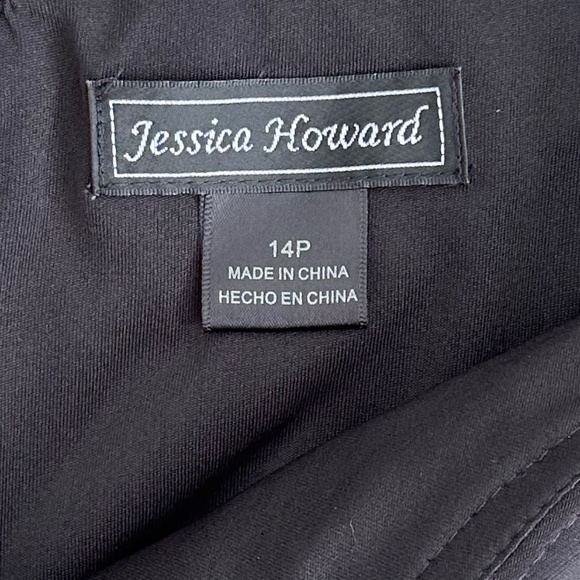 Jessica Howard
14P
MADE IN CHINA
HECHO EN CHINA